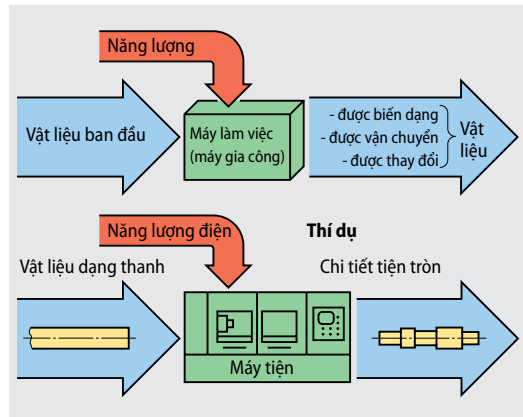 Năng lượng
Vật liệu ban đầu
Máy làm việc
(máy gia công)
- được biến dạng
- được vận chuyển
- được thay đổi
Vật
liệu
Năng lượng điện
Thí dụ
Vật liệu dạng thanh
Chi tiết tiện tròn
Máy tiện